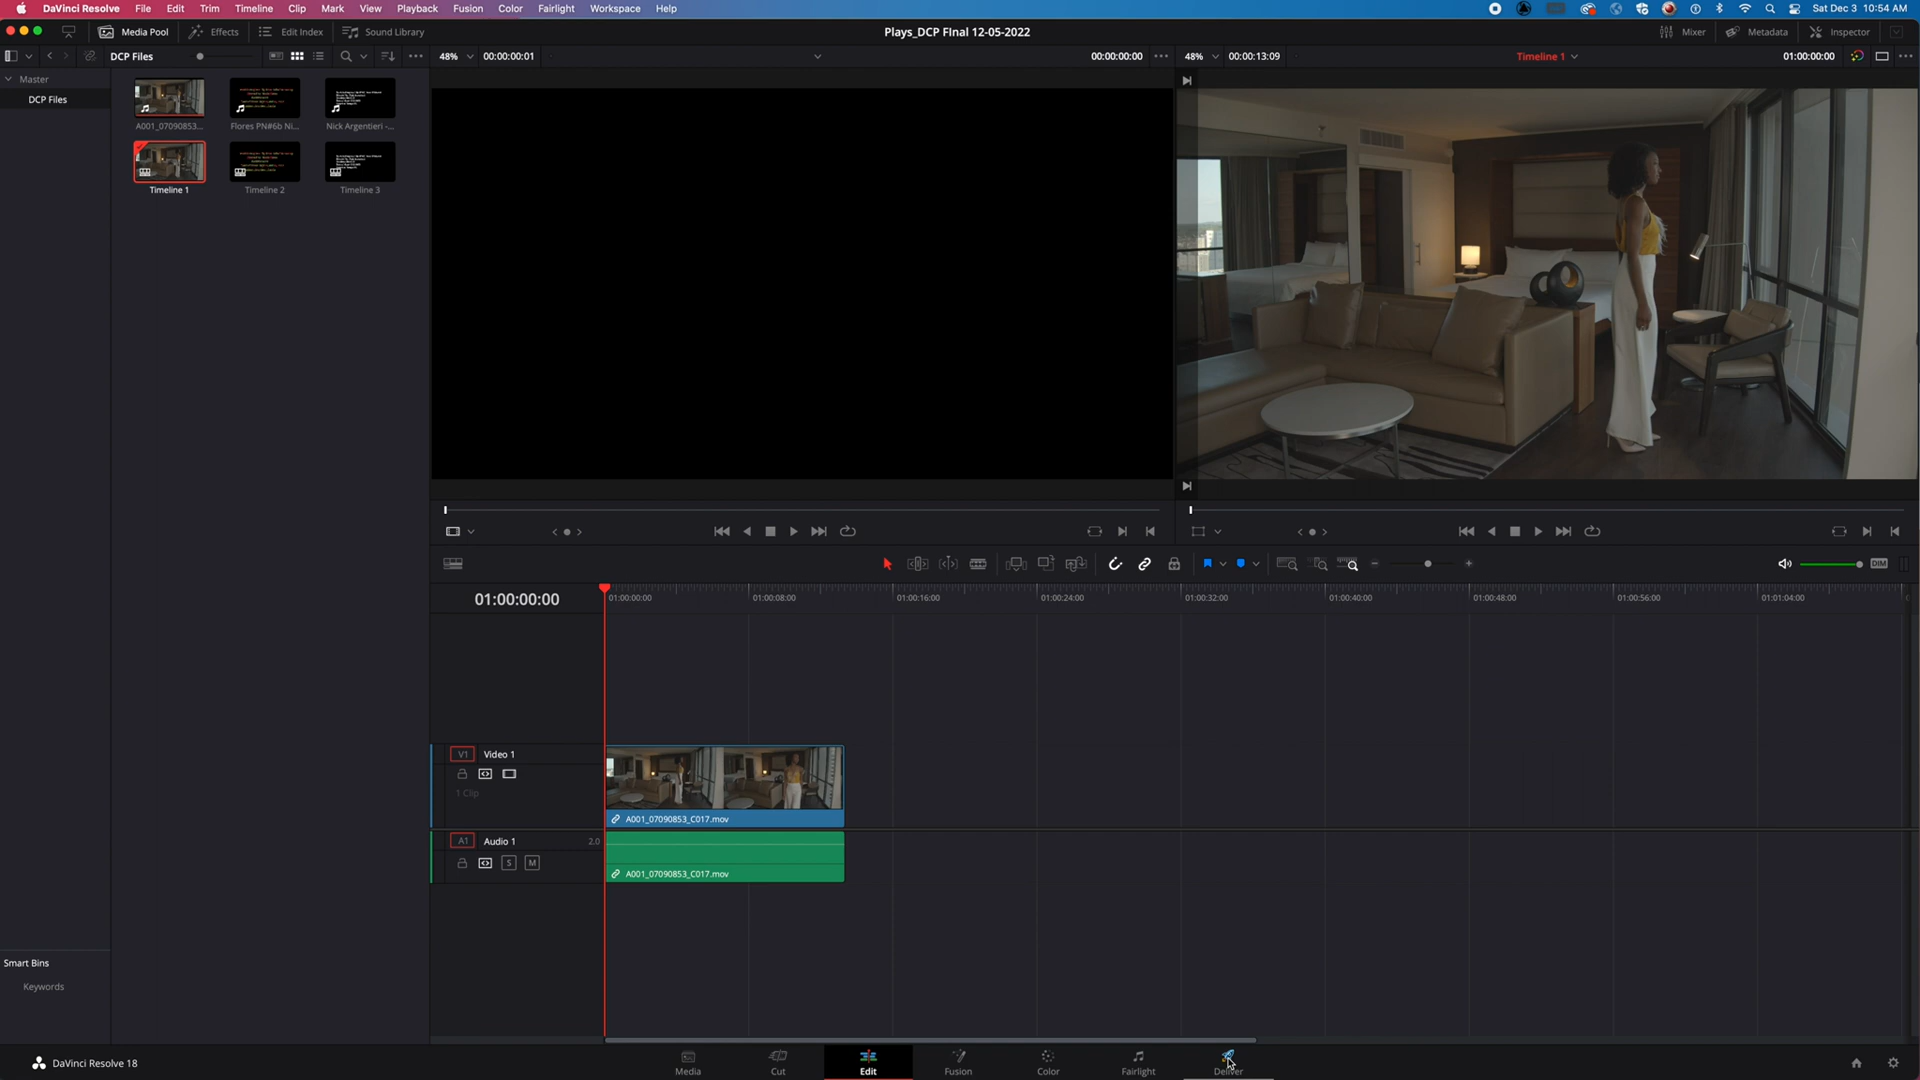 DaVinci Resolve File Edit Trim Timeline Clip Mark View Playback Fusion Color Fairlight Workspace Help
Sat Dec 3 10:54 AM
Media Pool Effects Edit Index Sound Library
Plays_DCP FInal 12-05-2022
Mixer Metadata Inspector
DCP Files
48% 00:00:00:01
00:00:00:00
48% 00:00:13:09
Timeline 1
01:00:00:00
Master
DCP Files
A001_07090853...
Flores PN#6b Ni...
Nick Argentieri -...
Timeline 1
Timeline 2
Timeline 3
DIM
01:00:00:00
01:00:00:00
01:00:08:00
01:00:16:00
01:00:24:00
01:00:32:00
01:00:40:00
01:00:48:00
01:00:56:00
01:01:04:00
V1 Video 1
1 Clip
A001_07090853_C017.mov
A1 Audio 1 2.0
S M
A001_07090853_C017.mov
Smart Bins
Keywords
DaVinci Resolve 18
Media
Cut
Edit
Fusion
Color
Fairlight
Deliver